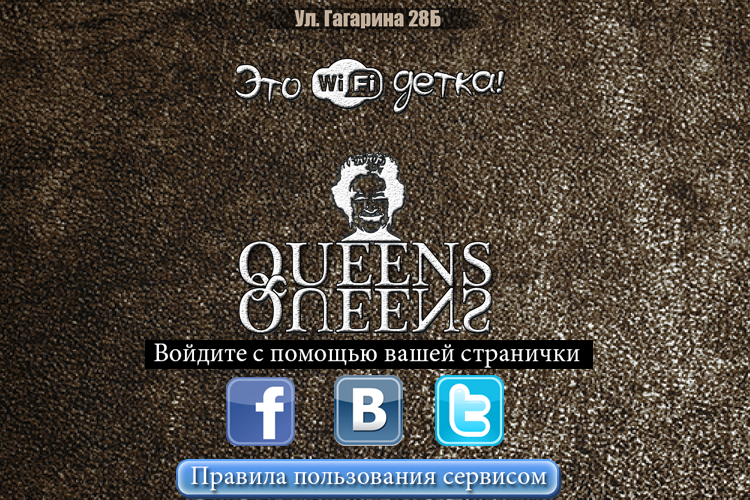 Ул. Гагарина 28Б
Это Wi Fi детка!
QUEENS
QUEENS
Войдите с помощью вашей странички
f B t
Правила пользования сервисом